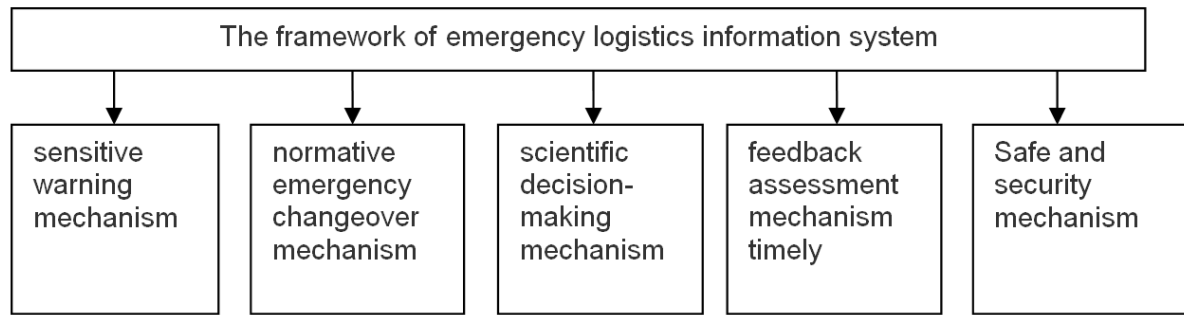 The framework of emergency logistics information system
sensitive
warning
mechanism
normative
emergency
changeover
mechanism
scientific
decision-
making
mechanism
feedback
assessment
mechanism
timely
Safe and
security
mechanism